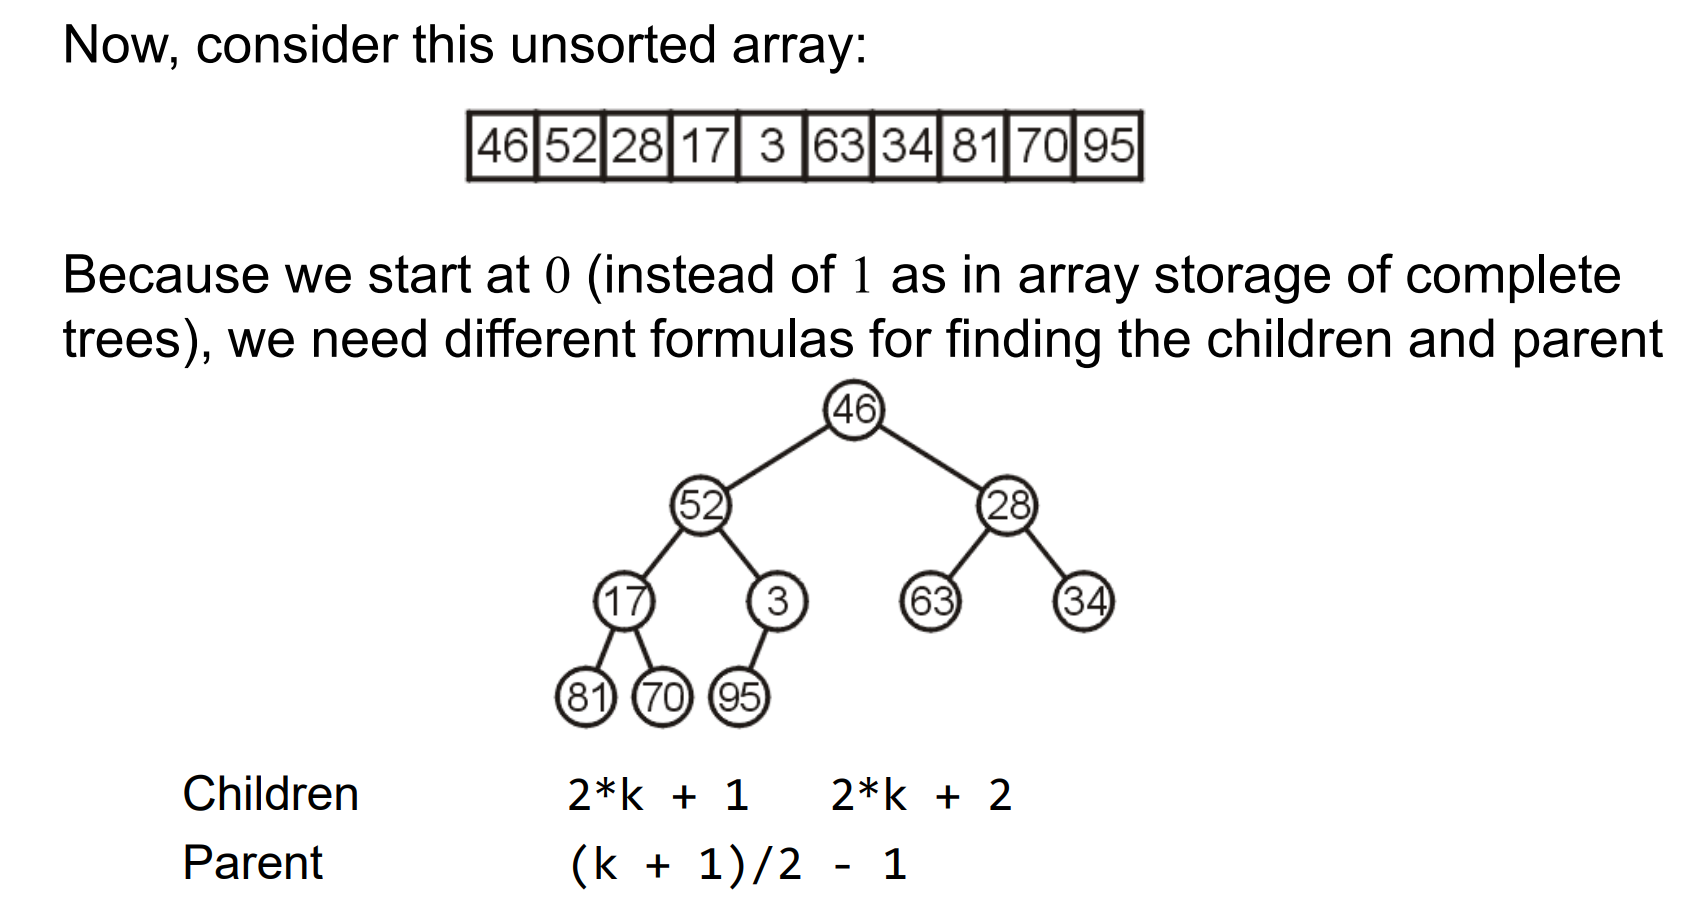 Now, consider this unsorted array:
46 52 28 17 3 63 34 81 70 95
Because we start at 0 (instead of 1 as in array storage of complete
trees), we need different formulas for finding the children and parent
46
52 28
17 3 63 34
81 70 95
Children 2*k + 1 2*k + 2
Parent (k + 1)/2 - 1